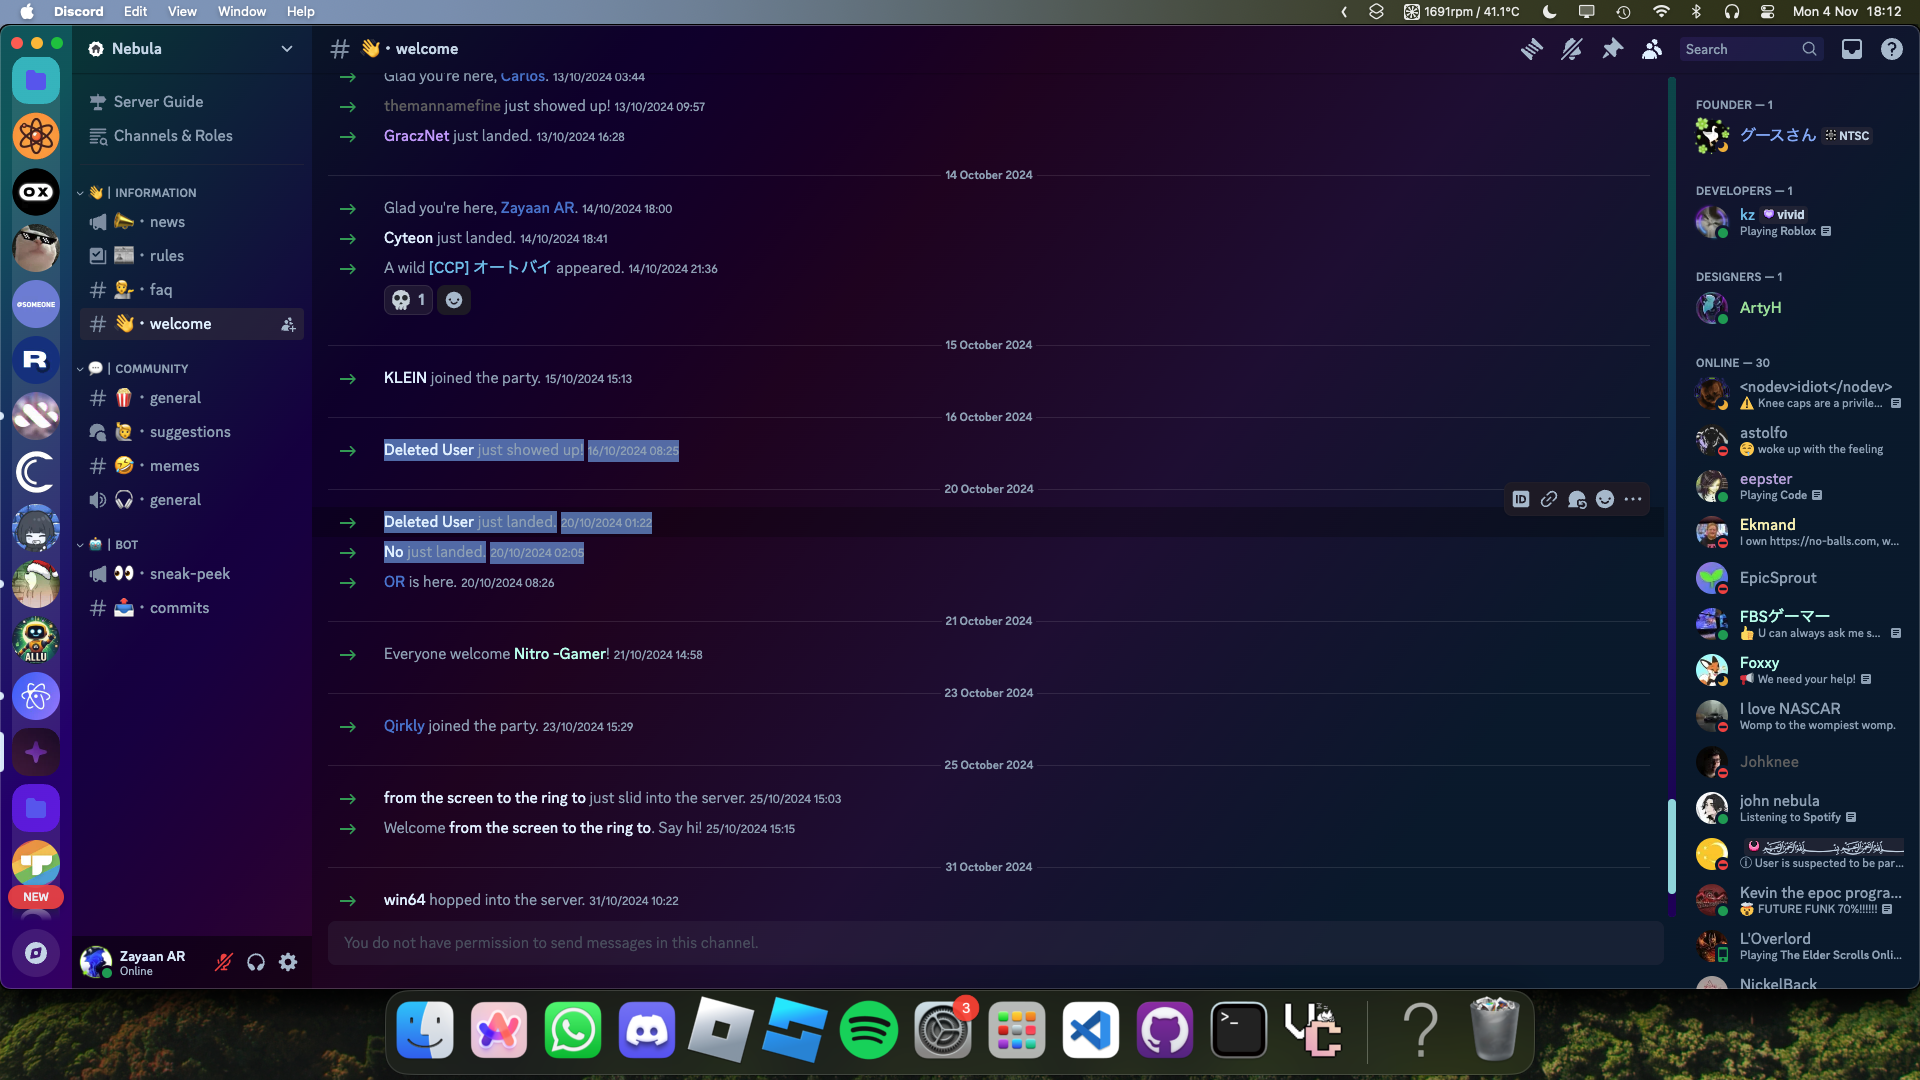 Discord Edit View Window Help
1691rpm / 41.1°C
Mon 4 Nov 18:12
OX
@SOMEONE
R
ALLU
NEW
Nebula
Server Guide
Channels & Roles
| INFORMATION
news
rules
faq
welcome
| COMMUNITY
general
suggestions
memes
general
| BOT
sneak-peek
commits
Zayaan AR
Online
welcome
Search
Glad you're here, Carlos. 13/10/2024 03:44
themannamefine just showed up! 13/10/2024 09:57
GraczNet just landed. 13/10/2024 16:28
14 October 2024
Glad you're here, Zayaan AR. 14/10/2024 18:00
Cyteon just landed. 14/10/2024 18:41
A wild [CCP] オートバイ appeared. 14/10/2024 21:36
1
15 October 2024
KLEIN joined the party. 15/10/2024 15:13
16 October 2024
Deleted User just showed up! 16/10/2024 08:25
20 October 2024
ID
Deleted User just landed. 20/10/2024 01:22
No just landed. 20/10/2024 02:05
OR is here. 20/10/2024 08:26
21 October 2024
Everyone welcome Nitro -Gamer! 21/10/2024 14:58
23 October 2024
Qirkly joined the party. 23/10/2024 15:29
25 October 2024
from the screen to the ring to just slid into the server. 25/10/2024 15:03
Welcome from the screen to the ring to. Say hi! 25/10/2024 15:15
31 October 2024
win64 hopped into the server. 31/10/2024 10:22
You do not have permission to send messages in this channel.
FOUNDER — 1
グースさん NTSC
DEVELOPERS — 1
kz vivid
Playing Roblox
DESIGNERS — 1
ArtyH
ONLINE — 30
<nodev>idiot</nodev>
Knee caps are a privile...
astolfo
woke up with the feeling
eepster
Playing Code
Ekmand
I own https://no-balls.com, w...
EpicSprout
FBSゲーマー
U can always ask me s...
Foxxy
We need your help!
I love NASCAR
Womp to the wompiest womp.
Johknee
john nebula
Listening to Spotify
User is suspected to be par...
Kevin the epoc progra...
FUTURE FUNK 70%!!!!!!
L'Overlord
Playing The Elder Scrolls Onli...
NickelBack
3